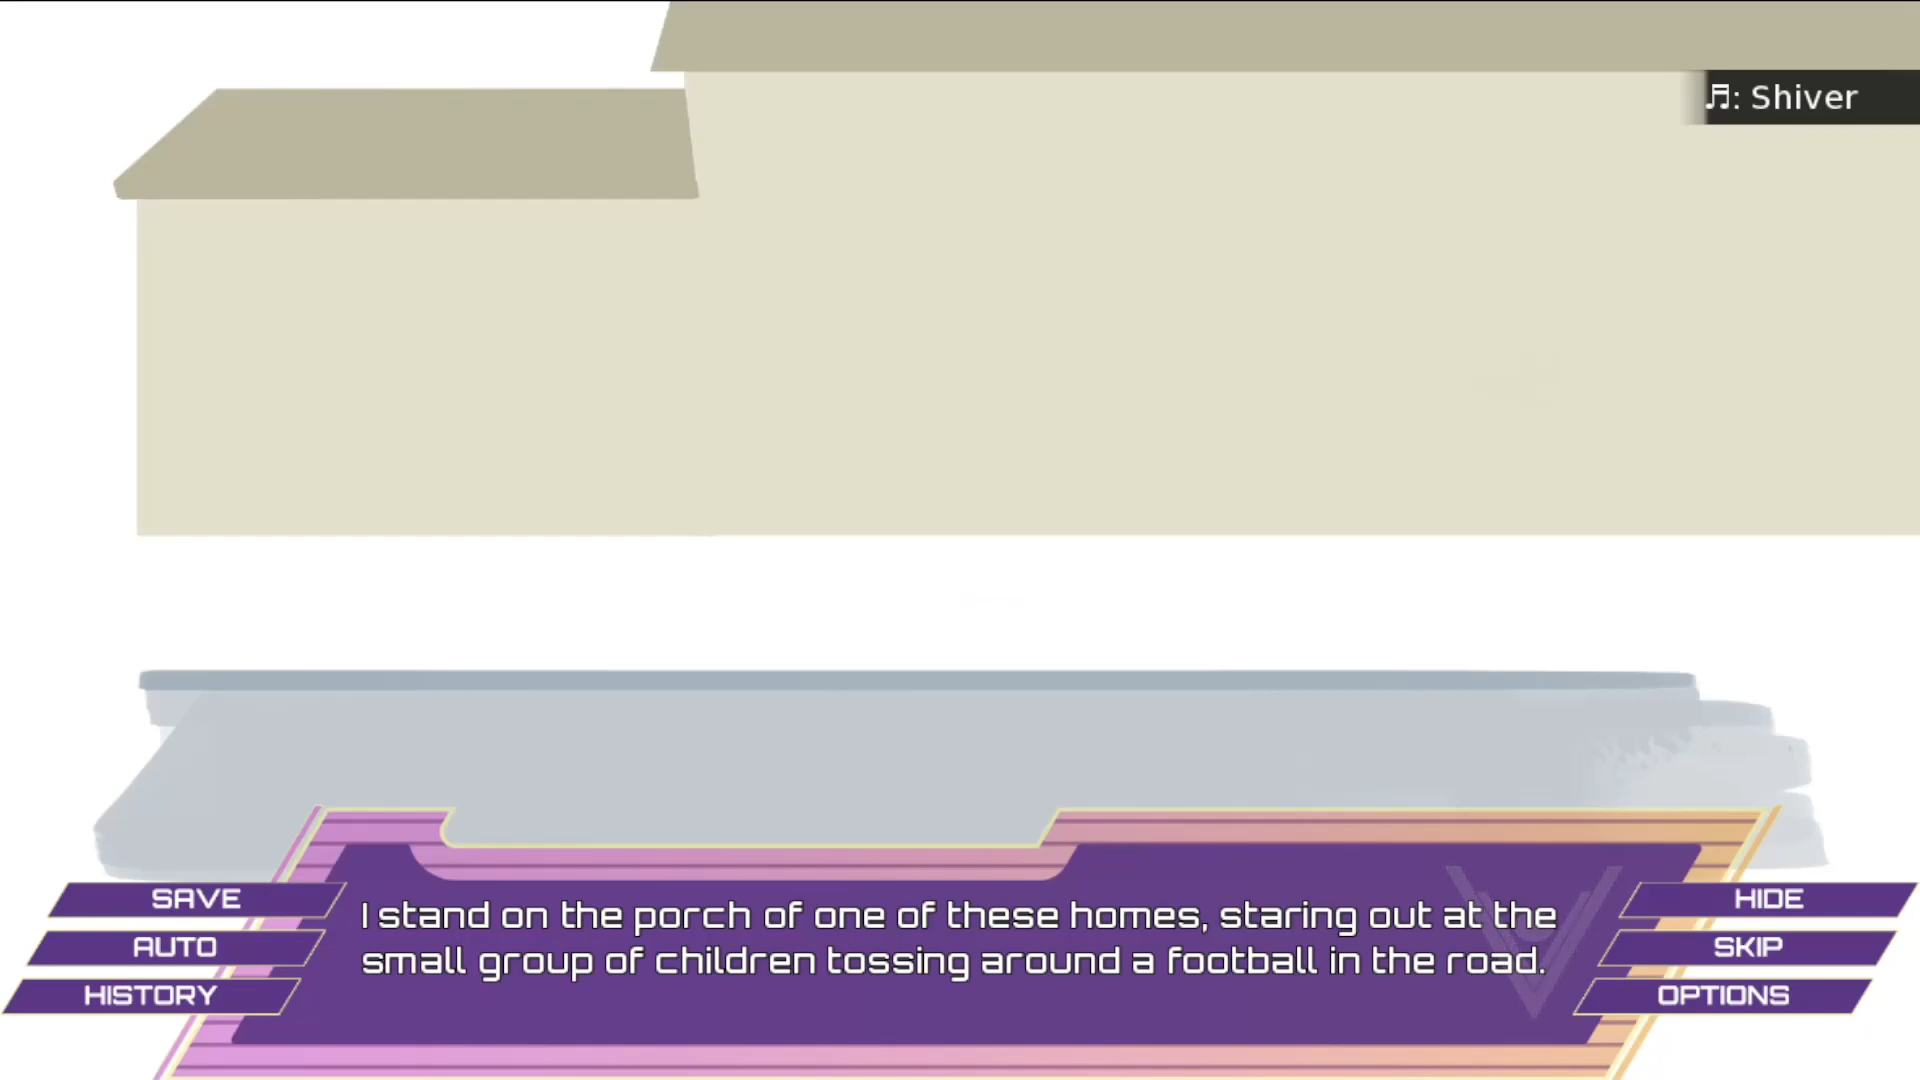 ♬: Shiver
I stand on the porch of one of these homes, staring out at the
small group of children tossing around a football in the road.
SAVE
AUTO
HISTORY
HIDE
SKIP
OPTIONS